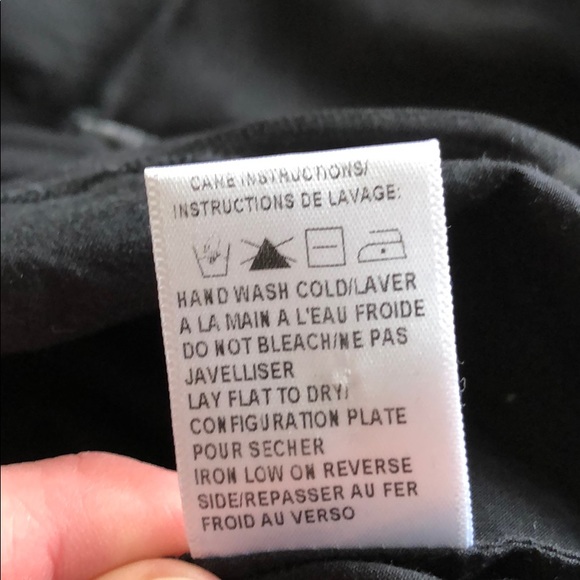 CARE INSTRUCTIONS/
INSTRUCTIONS DE LAVAGE:
HAND WASH COLD/LAVER
A LA MAIN A L'EAU FROIDE
DO NOT BLEACH/NE PAS
JAVELLISER
LAY FLAT TO DRY/
CONFIGURATION PLATE
POUR SECHER
IRON LOW ON REVERSE
SIDE/REPASSER AU FER
FROID AU VERSO